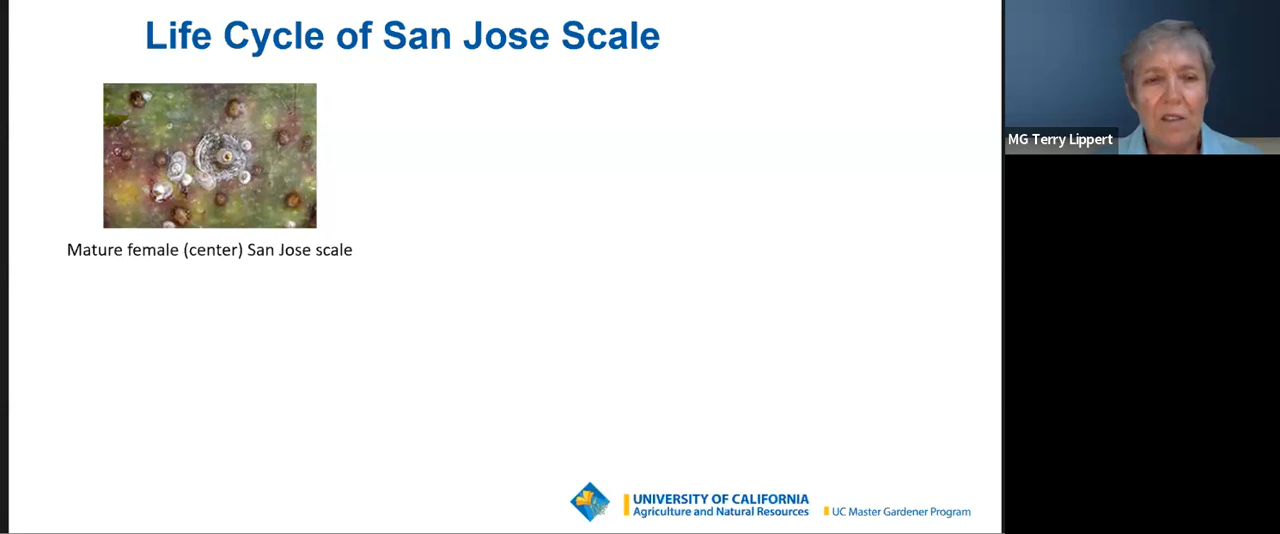 Life Cycle of San Jose Scale
MG Terry Lippert
Mature female (center) San Jose scale
UNIVERSITY OF CALIFORNIA
Agriculture and Natural Resources
UC Master Gardener Program